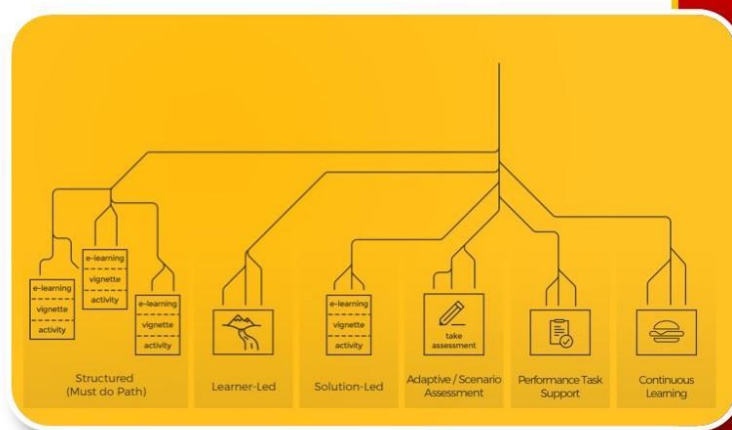 e-learning
vignette
activity
e-learning
vignette
activity
e-learning
vignette
activity
Structured
(Must do Path)
Learner-Led
e-learning
vignette
activity
Solution-Led
take
assessment
Adaptive / Scenario
Assessment
Performance Task
Support
Continuous
Learning